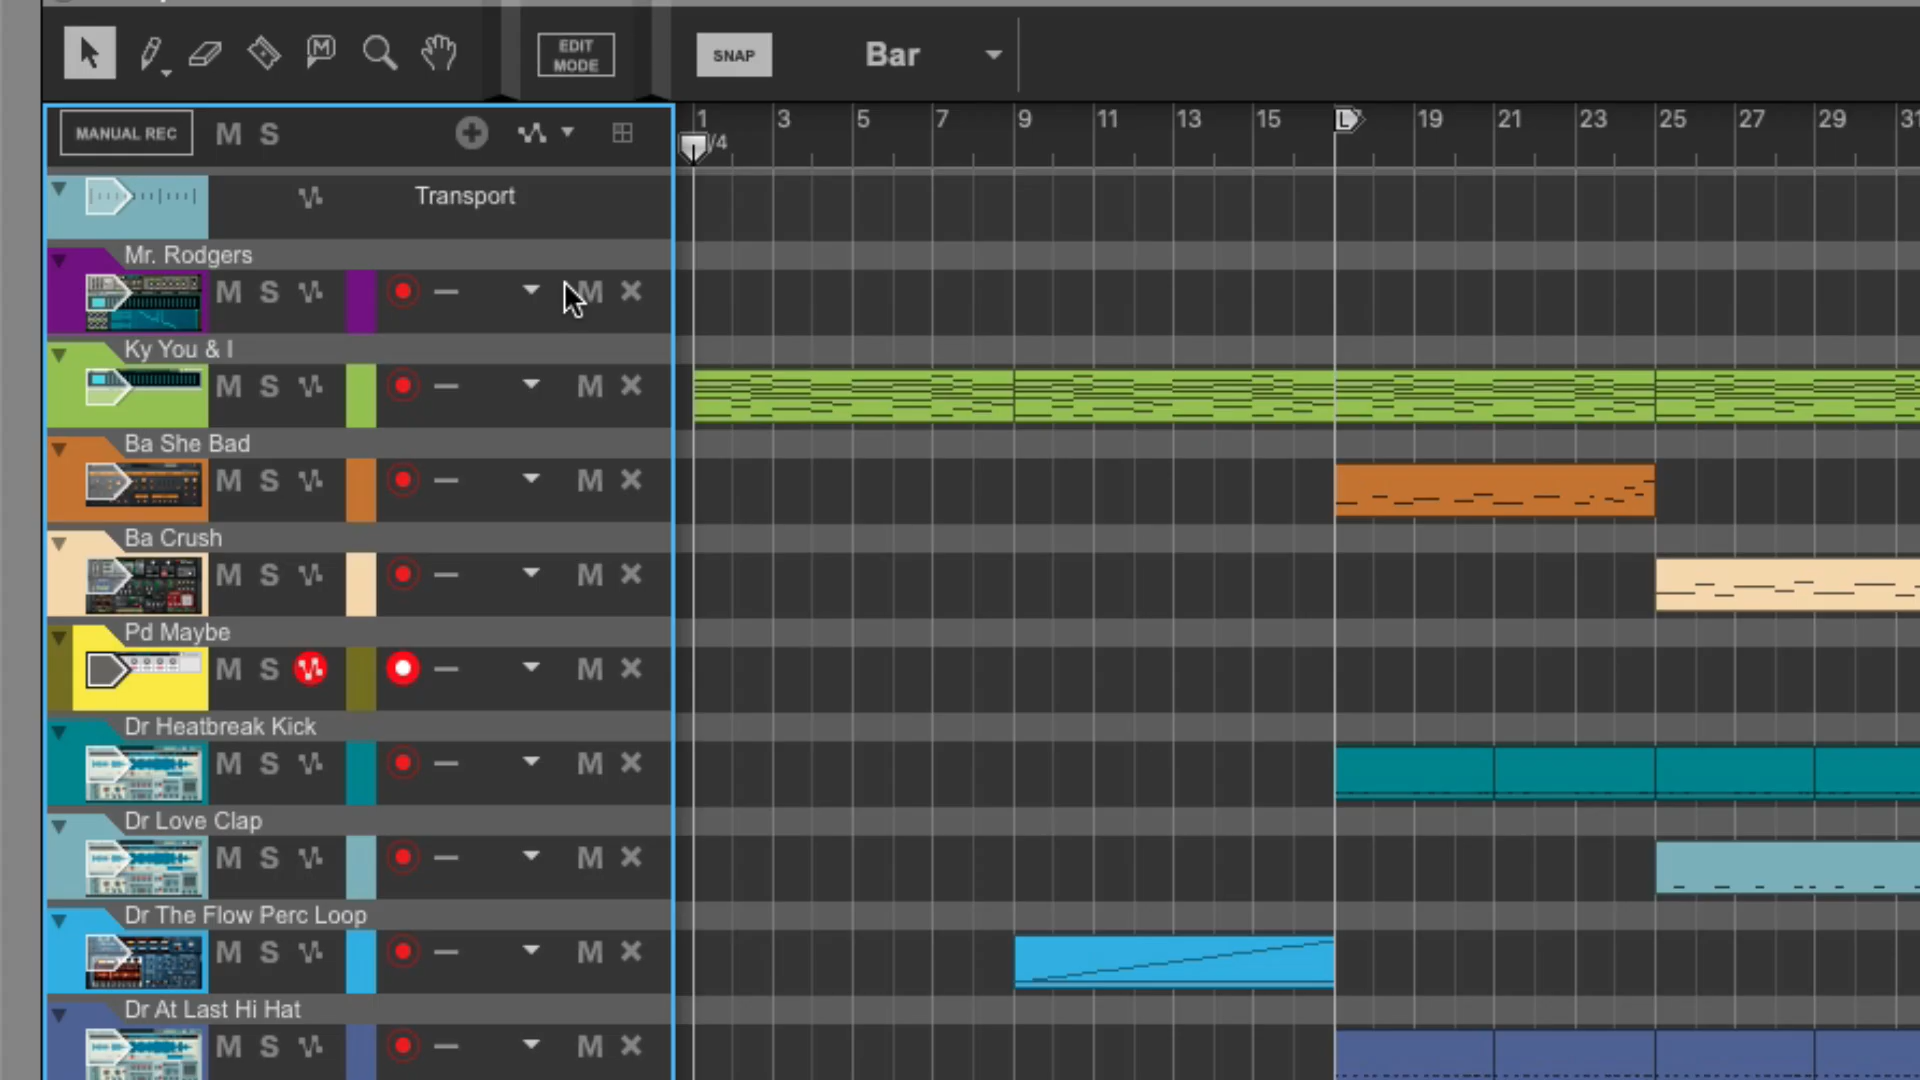 EDIT
MODE
SNAP
Bar
MANUAL REC M S
1 3 5 7 9 11 13 15 L 19 21 23 25 27 29 31
/4
Transport
Mr. Rodgers
M S M
Ky You & I
M S M
Ba She Bad
M S M
Ba Crush
M S M
Pd Maybe
M S M
Dr Heatbreak Kick
M S M
Dr Love Clap
M S M
Dr The Flow Perc Loop
M S M
Dr At Last Hi Hat
M S M